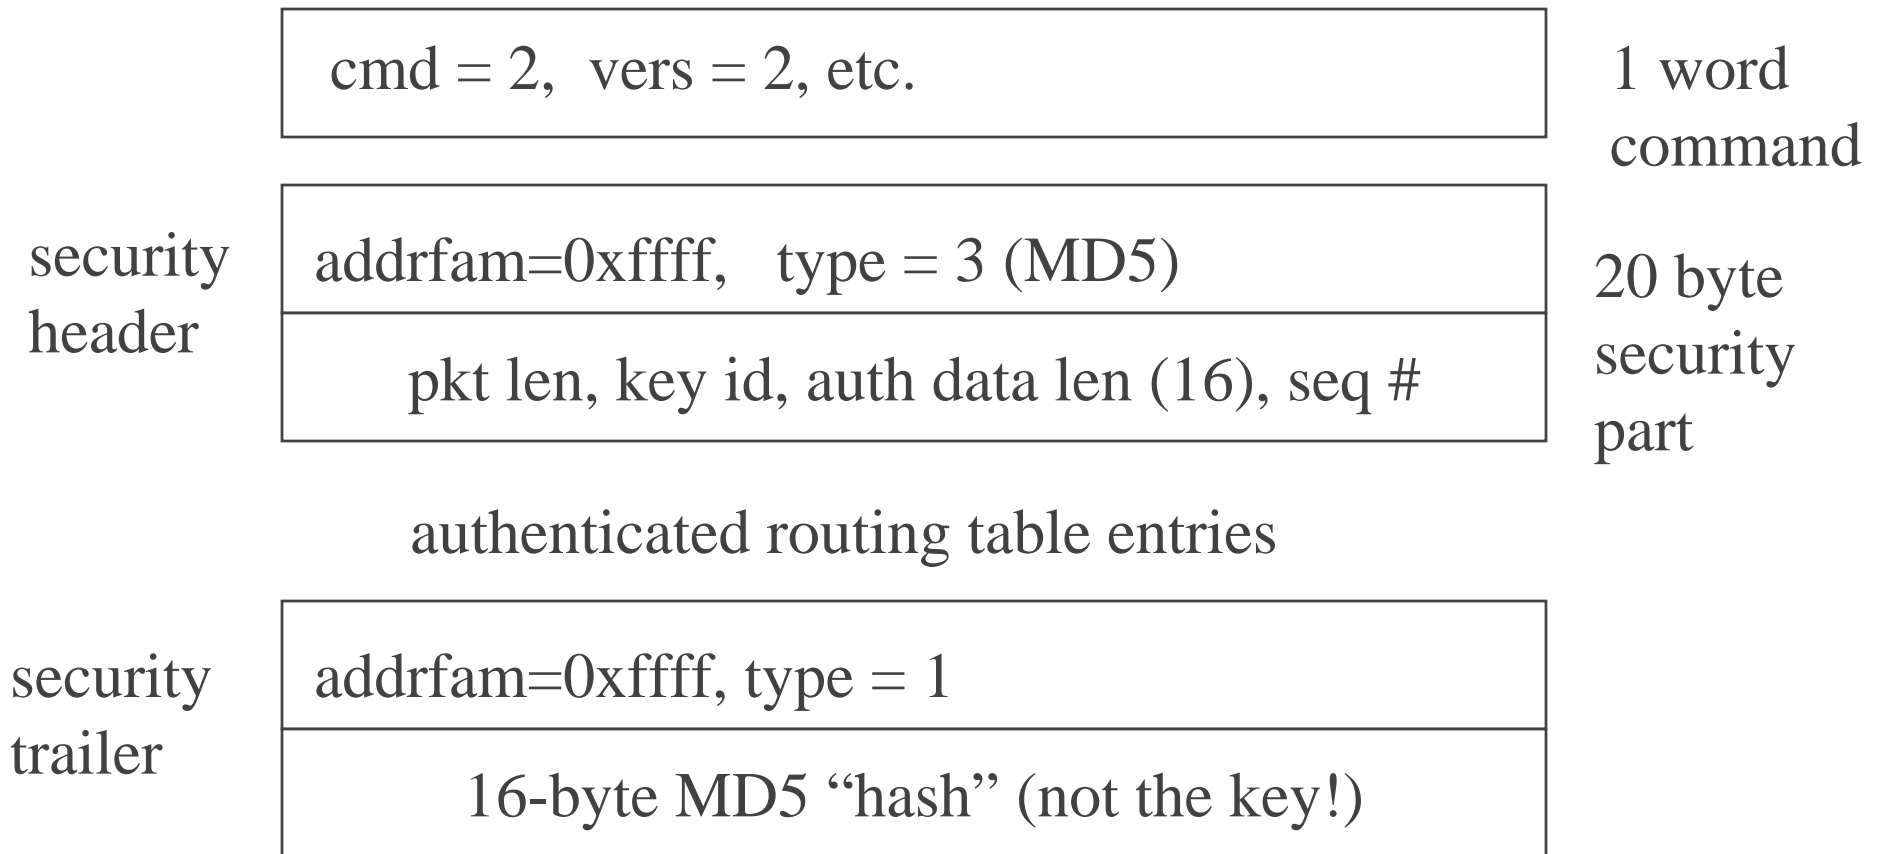 cmd = 2, vers = 2, etc.
1 word
command
security
header
addrfam=0xffff, type = 3 (MD5)
pkt len, key id, auth data len (16), seq #
20 byte
security
part
authenticated routing table entries
security
trailer
addrfam=0xffff, type = 1
16-byte MD5 “hash” (not the key!)